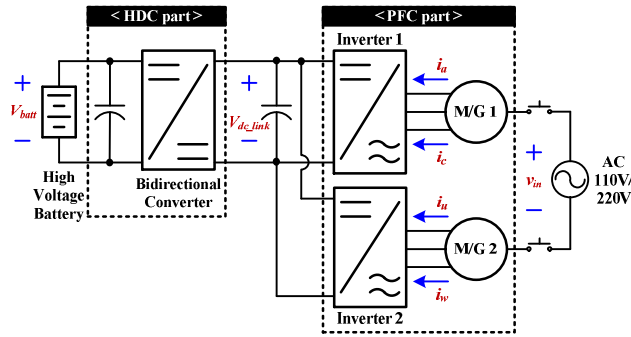 < HDC part >
< PFC part >
Inverter 1
+
V_batt
−
+
V_dc_link
−
i_a
i_c
M/G 1
+
v_in
−
AC
110V/
220V
High
Voltage
Battery
Bidirectional
Converter
i_u
i_w
M/G 2
Inverter 2